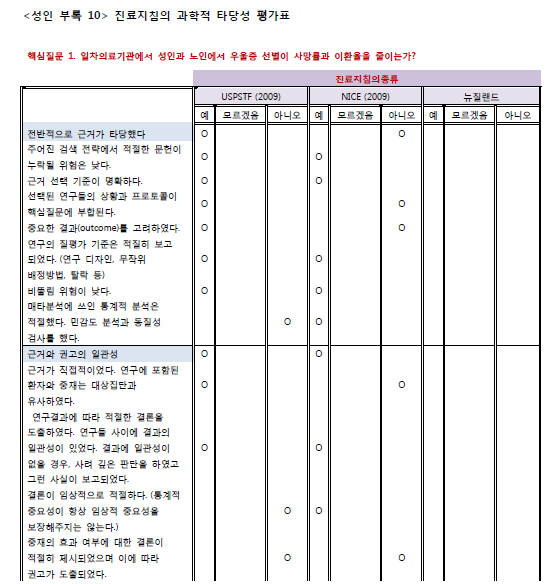 <성인 부록 10> 진료지침의 과학적 타당성 평가표
핵심질문 1. 일차의료기관에서 성인과 노인에서 우울증 선별이 사망률과 이환율을 줄이는가?
진료지침의종류
USPSTF (2009) NICE (2009) 뉴질랜드
예 모르겠음 아니오 예 모르겠음 아니오 예 모르겠음 아니오
전반적으로 근거가 타당했다 O O
주어진 검색 전략에서 적절한 문헌이
누락될 위험은 낮다. O O
근거 선택 기준이 명확하다. O O
선택된 연구들의 상황과 프로토콜이
핵심질문에 부합된다. O O
중요한 결과(outcome)를 고려하였다. O O
연구의 질평가 기준은 적절히 보고
되었다. (연구 디자인, 무작위 O O
배정방법, 탈락 등)
비뚤림 위험이 낮다. O O
매타분석에 쓰인 통계적 분석은
적절했다. 민감도 분석과 동질성 O O
검사를 했다.
근거와 권고의 일관성 O O
근거가 직접적이었다. 연구에 포함된
환자와 중재는 대상집단과 O O
유사하였다.
연구결과에 따라 적절한 결론을
도출하였다. 연구들 사이에 결과의
일관성이 있었다. 결과에 일관성이 O O
없을 경우, 사려 깊은 판단을 하였고
그런 사실이 보고되었다.
결론이 임상적으로 적절하다. (통계적
중요성이 항상 임상적 중요성을 O O
보장해주지는 않는다.)
중재의 효과 여부에 대한 결론이
적절히 제시되었으며 이에 따라 O O
권고가 도출되었다.